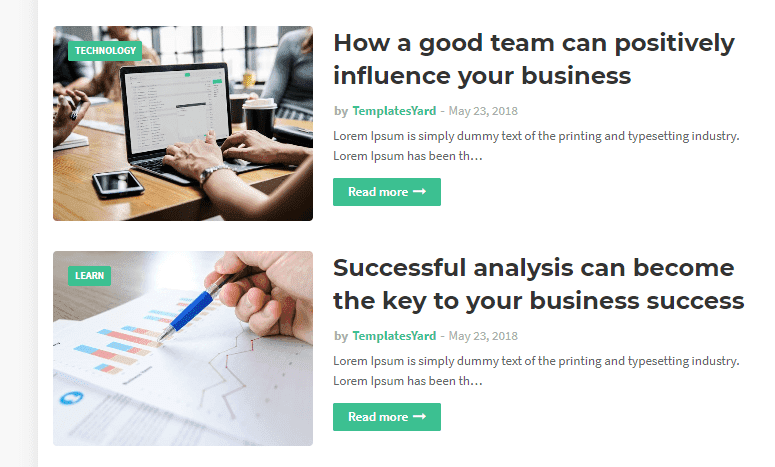 TECHNOLOGY
How a good team can positively
influence your business
by TemplatesYard - May 23, 2018
Lorem Ipsum is simply dummy text of the printing and typesetting industry.
Lorem Ipsum has been th…
Read more →
LEARN
Successful analysis can become
the key to your business success
by TemplatesYard - May 23, 2018
Lorem Ipsum is simply dummy text of the printing and typesetting industry.
Lorem Ipsum has been th…
Read more →